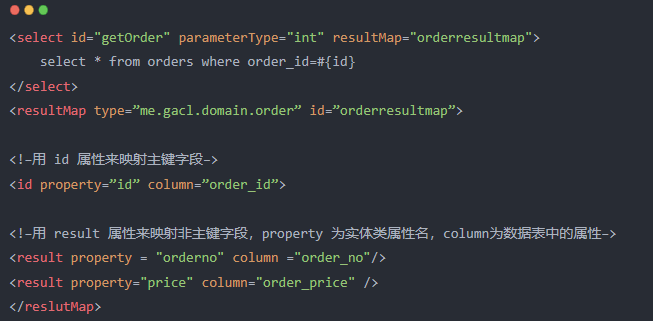 <select id="getOrder" parameterType="int" resultMap="orderresultmap">
    select * from orders where order_id=#{id}
</select>
<resultMap type=”me.gacl.domain.order” id=”orderresultmap”>
<!–用 id 属性来映射主键字段–>
<id property=”id” column=”order_id”>
<!–用 result 属性来映射非主键字段，property 为实体类属性名，column为数据表中的属性–>
<result property = "orderno" column ="order_no"/>
<result property="price" column="order_price" />
</reslutMap>